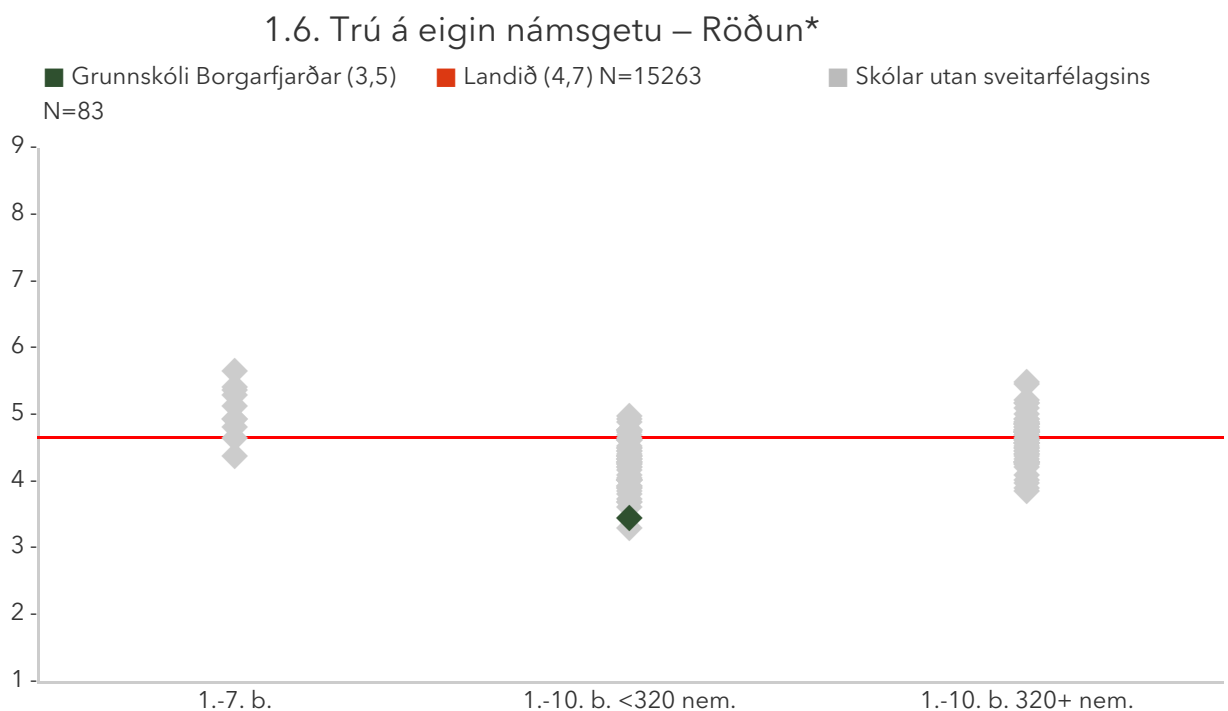 1.6. Trú á eigin námsgetu – Röðun*
Grunnskóli Borgarfjarðar (3,5)
N=83
Landið (4,7) N=15263
Skólar utan sveitarfélagsins
9
8
7
6
5
4
3
2
1
1.-7. b.
1.-10. b. <320 nem.
1.-10. b. 320+ nem.